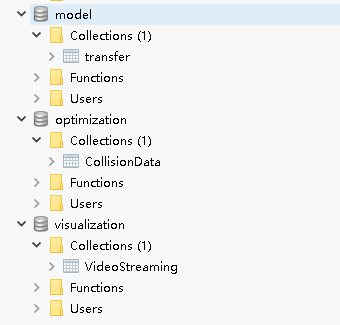 model
Collections (1)
transfer
Functions
Users
optimization
Collections (1)
CollisionData
Functions
Users
visualization
Collections (1)
VideoStreaming
Functions
Users